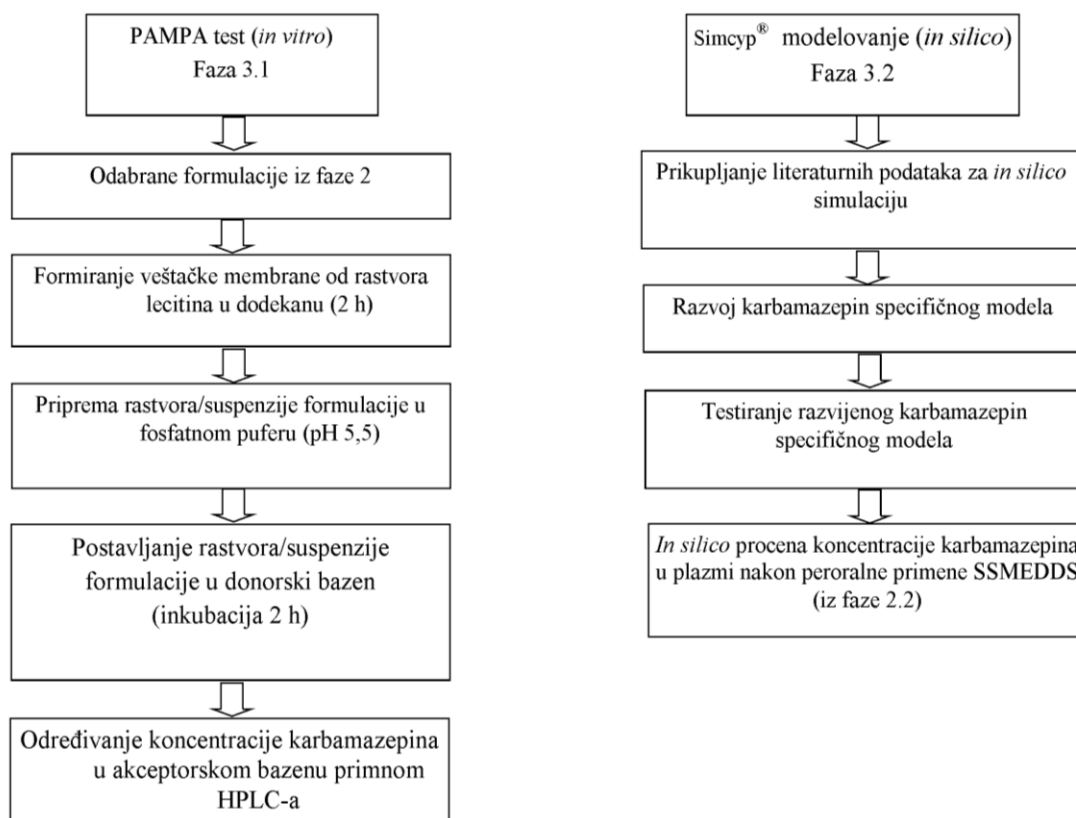 PAMPA test (in vitro)
Faza 3.1
Odabrane formulacije iz faze 2
Formiranje veštačke membrane od rastvora
lecitina u dodekanu (2 h)
Priprema rastvora/suspenzije formulacije u
fosfatnom puferu (pH 5,5)
Postavljanje rastvora/suspenzije
formulacije u donorski bazen
(inkubacija 2 h)
Određivanje koncentracije karbamazepina
u akceptorskom bazenu primnom
HPLC-a
Simcyp® modelovanje (in silico)
Faza 3.2
Prikupljanje literaturnih podataka za in silico
simulaciju
Razvoj karbamazepin specifičnog modela
Testiranje razvijenog karbamazepin
specifičnog modela
In silico procena koncentracije karbamazepina
u plazmi nakon peroralne primene SSMEDDS
(iz faze 2.2)